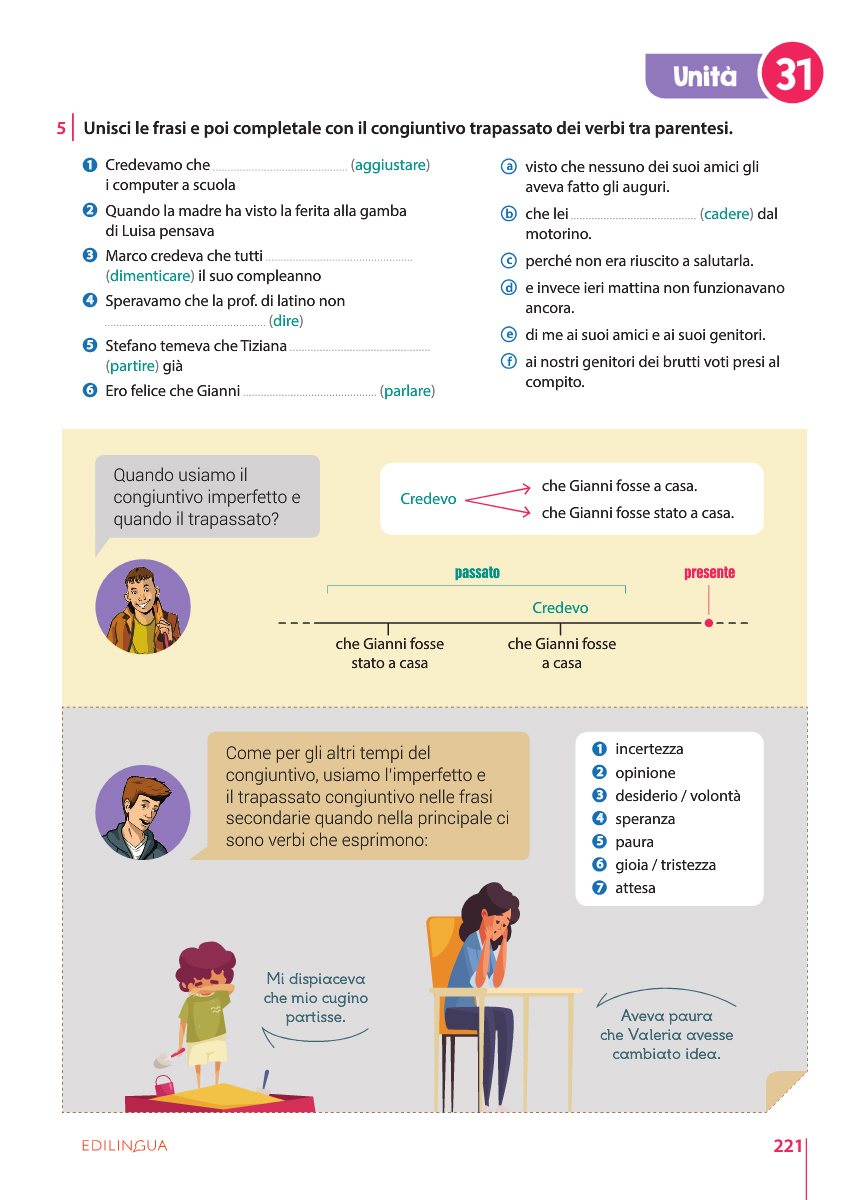 Unità 31
5 Unisci le frasi e poi completale con il congiuntivo trapassato dei verbi tra parentesi.
1 Credevamo che .................................. (aggiustare)
i computer a scuola
2 Quando la madre ha visto la ferita alla gamba
di Luisa pensava
3 Marco credeva che tutti ......................................
(dimenticare) il suo compleanno
4 Speravamo che la prof. di latino non
......................................... (dire)
5 Stefano temeva che Tiziana ....................................
(partire) già
6 Ero felice che Gianni .................................. (parlare)
a visto che nessuno dei suoi amici gli
aveva fatto gli auguri.
b che lei ................................ (cadere) dal
motorino.
c perché non era riuscito a salutarla.
d e invece ieri mattina non funzionavano
ancora.
e di me ai suoi amici e ai suoi genitori.
f ai nostri genitori dei brutti voti presi al
compito.
Quando usiamo il
congiuntivo imperfetto e
quando il trapassato?
Credevo
che Gianni fosse a casa.
che Gianni fosse stato a casa.
passato
presente
Credevo
che Gianni fosse
stato a casa
che Gianni fosse
a casa
Come per gli altri tempi del
congiuntivo, usiamo l'imperfetto e
il trapassato congiuntivo nelle frasi
secondarie quando nella principale ci
sono verbi che esprimono:
1 incertezza
2 opinione
3 desiderio / volontà
4 speranza
5 paura
6 gioia / tristezza
7 attesa
Mi dispiaceva
che mio cugino
partisse.
Aveva paura
che Valeria avesse
cambiato idea.
EDILINGUA
221